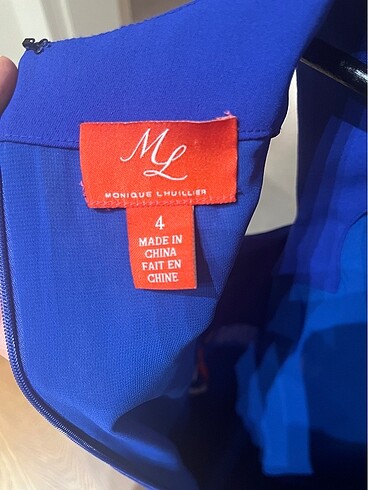 ML
MONIQUE LHUILLIER
4
MADE IN
CHINA
FAIT EN
CHINE